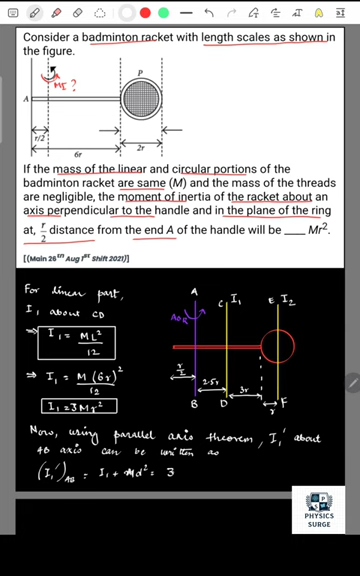 Consider a badminton racket with length scales as shown in
the figure.
MI ?
P
A
r/2
6r
2r
If the mass of the linear and circular portions of the
badminton racket are same (M) and the mass of the threads
are negligible, the moment of inertia of the racket about an
axis perpendicular to the handle and in the plane of the ring
at, r/2 distance from the end A of the handle will be ____ Mr².
[(Main 26th Aug 1st Shift 2021)]
For linear part,
I₁ about CD
⇒ I₁ = ML²/12
⇒ I₁ = M(6r)²/12
I₁ = 3Mr²
A
C
I₁
E
I₂
AOR
r/2
2.5r
3r
B
D
r
F
Now, using parallel axis theorem, I₁' about
AB axis can be written as
(I₁')AB = I₁ + Md² = 3
PHYSICS
SURGE